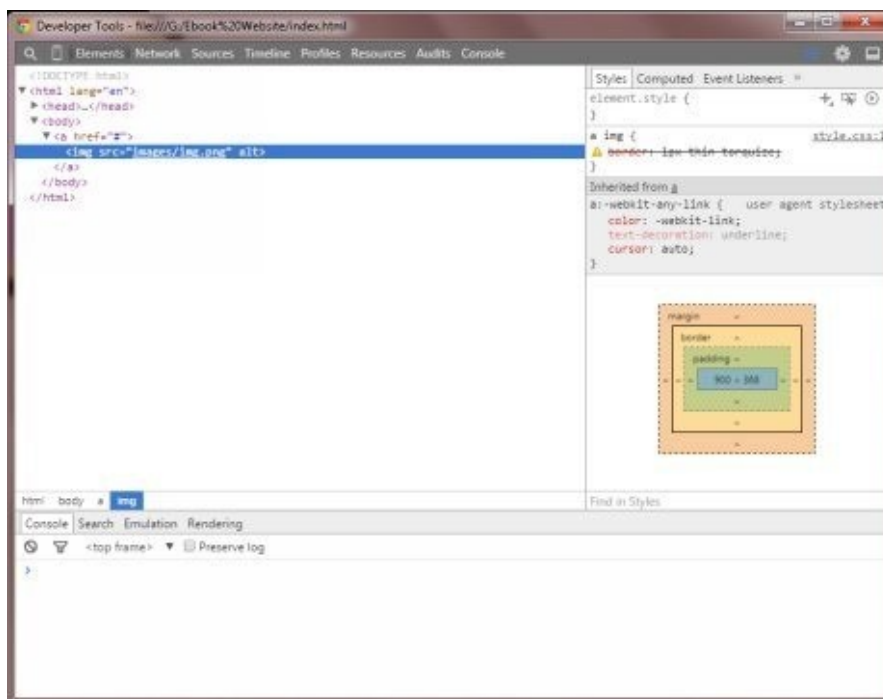 Developer Tools - file:///G:/Ebook%20Website/index.html
Elements Network Sources Timeline Profiles Resources Audits Console
<!DOCTYPE html>
▼<html lang="en">
▶<head>…</head>
▼<body>
▼<a href="#">
<img src="images/img.png" alt>
</a>
</body>
</html>
html body a img
Styles Computed Event Listeners »
element.style {
}
a img { style.css:1
border: 1px thin torquise;
}
Inherited from a
a:-webkit-any-link { user agent stylesheet
color: -webkit-link;
text-decoration: underline;
cursor: auto;
}
margin -
border -
padding -
- - - 900 × 368 - - -
-
-
-
Find in Styles
Console Search Emulation Rendering
<top frame> ▼ Preserve log
>